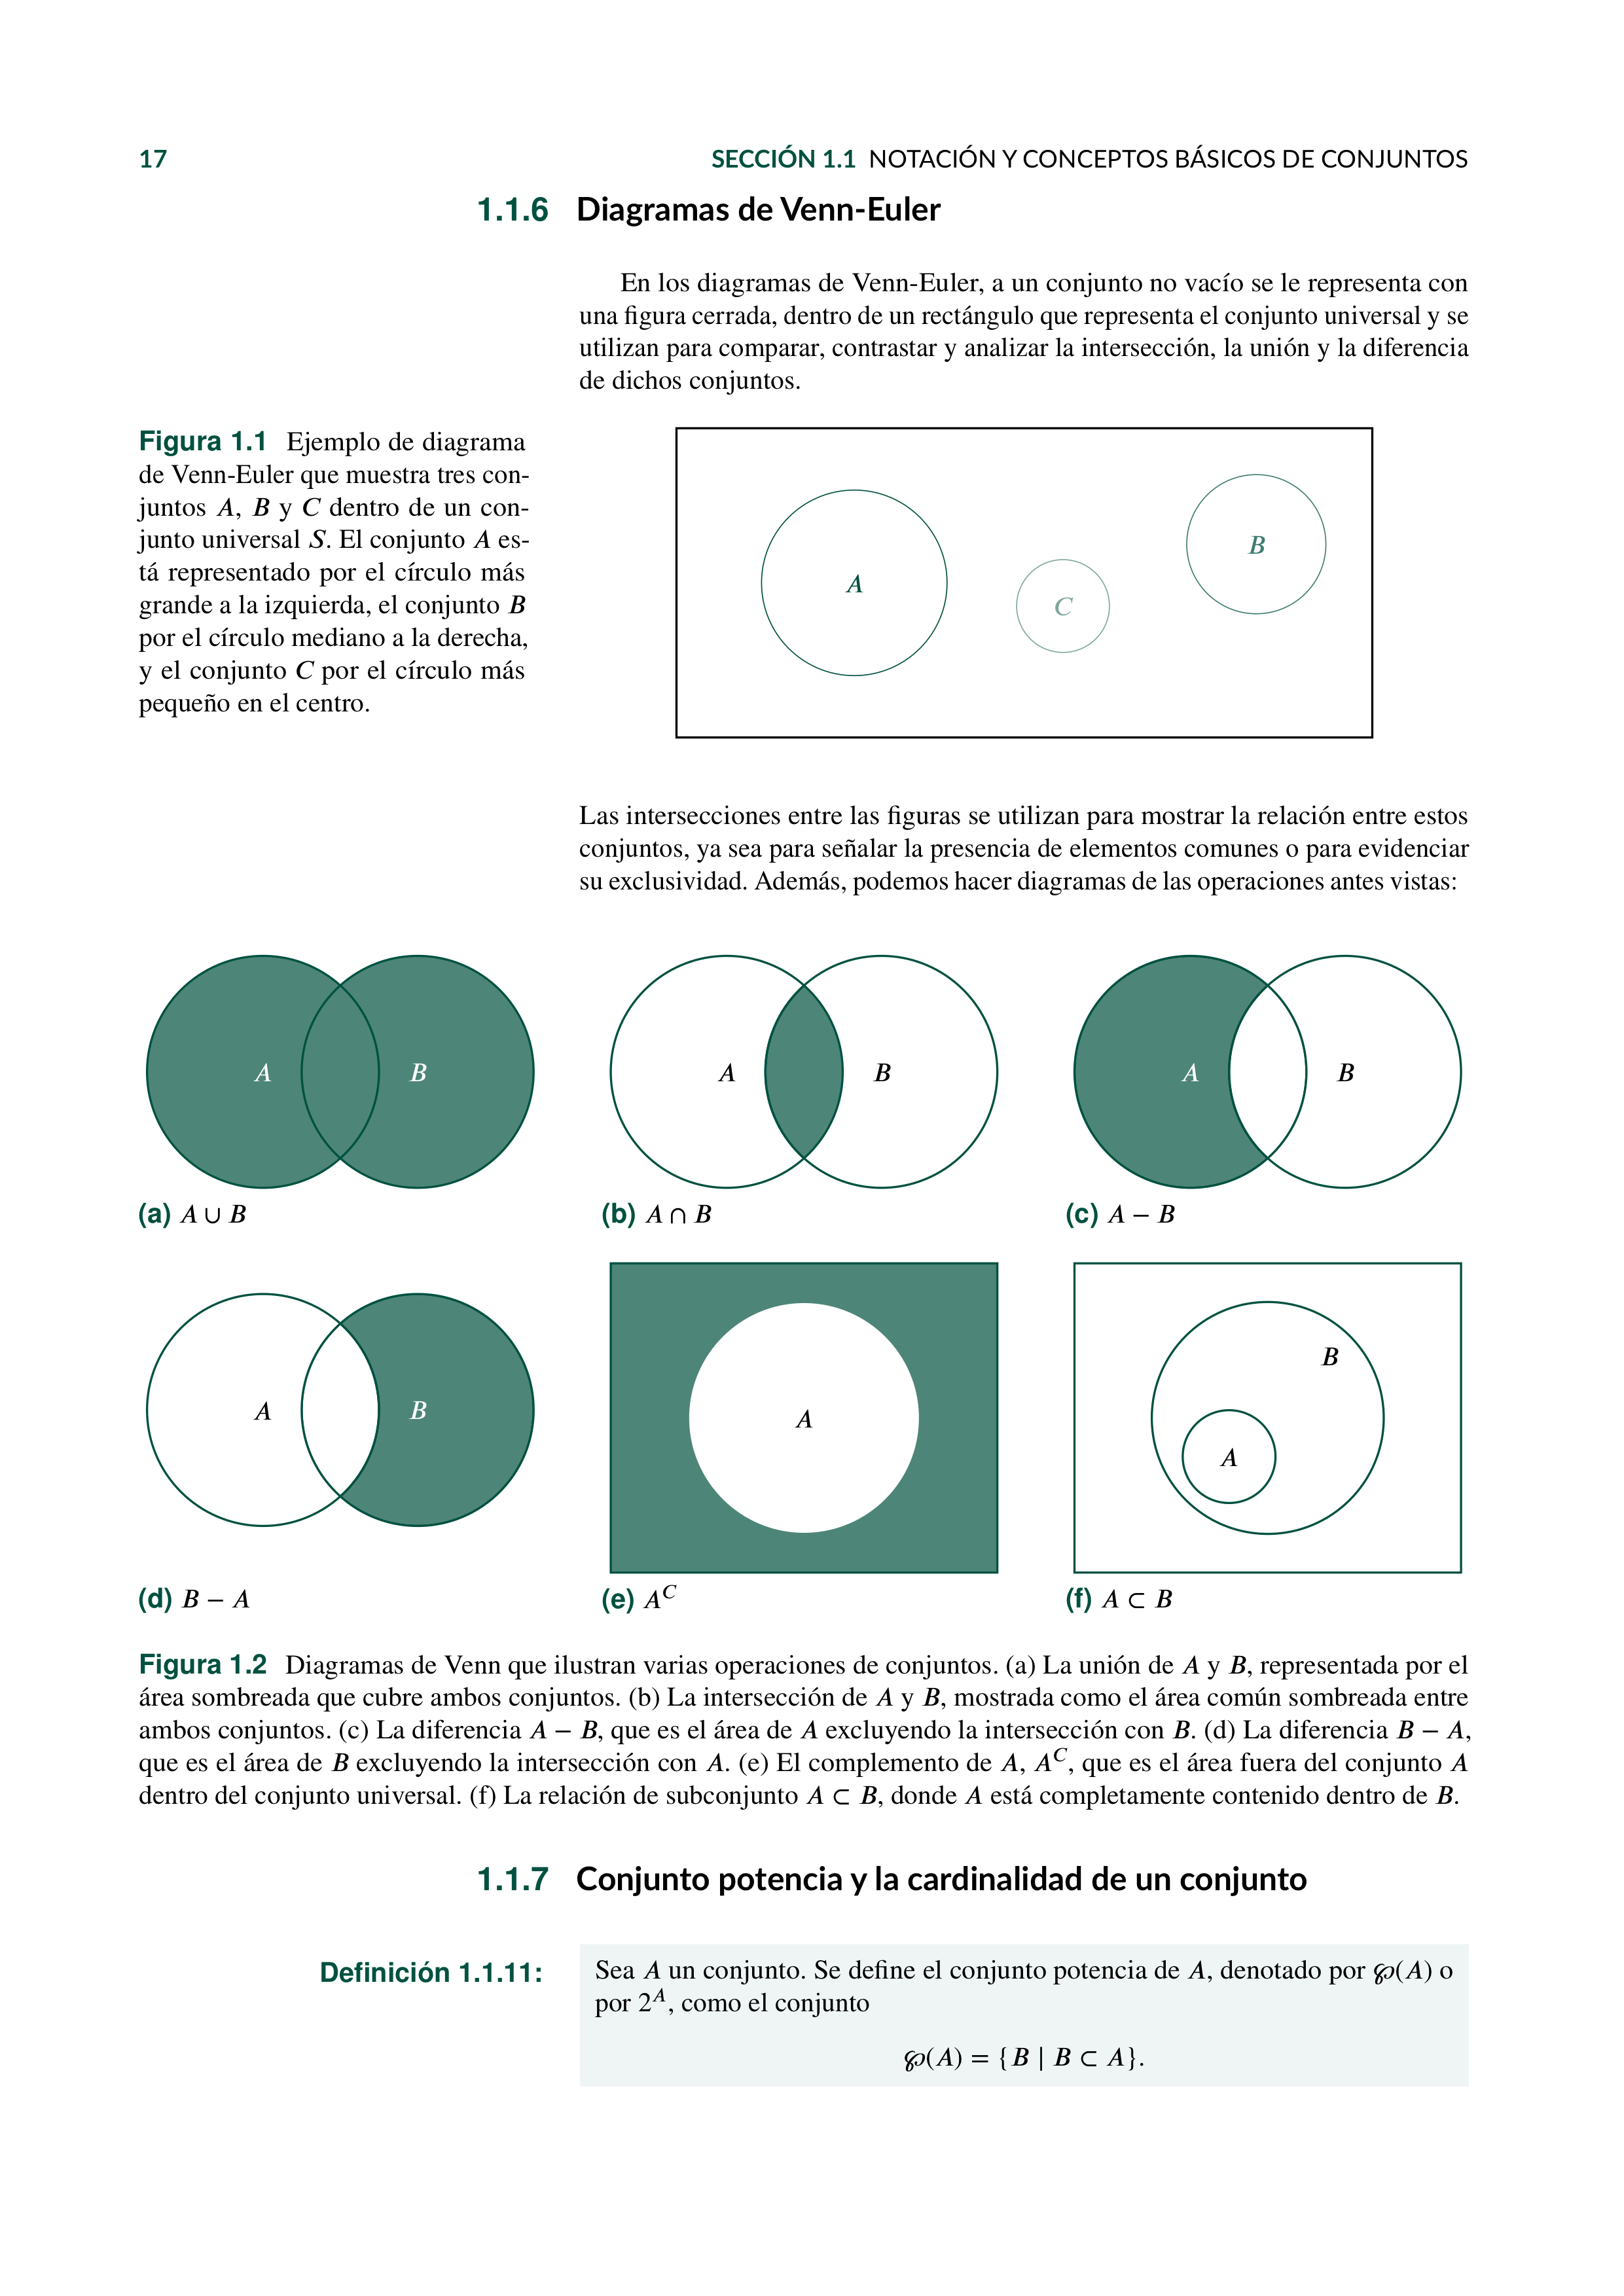 17 SECCIÓN 1.1 NOTACIÓN Y CONCEPTOS BÁSICOS DE CONJUNTOS
1.1.6 Diagramas de Venn-Euler
En los diagramas de Venn-Euler, a un conjunto no vacío se le representa con
una figura cerrada, dentro de un rectángulo que representa el conjunto universal y se
utilizan para comparar, contrastar y analizar la intersección, la unión y la diferencia
de dichos conjuntos.
Figura 1.1 Ejemplo de diagrama
de Venn-Euler que muestra tres con-
juntos A, B y C dentro de un con-
junto universal S. El conjunto A es-
tá representado por el círculo más
grande a la izquierda, el conjunto B
por el círculo mediano a la derecha,
y el conjunto C por el círculo más
pequeño en el centro.
A
C
B
Las intersecciones entre las figuras se utilizan para mostrar la relación entre estos
conjuntos, ya sea para señalar la presencia de elementos comunes o para evidenciar
su exclusividad. Además, podemos hacer diagramas de las operaciones antes vistas:
A B
A B
A B
(a) A ∪ B
(b) A ∩ B
(c) A − B
A B
A
B
A
(d) B − A
(e) A^C
(f) A ⊂ B
Figura 1.2 Diagramas de Venn que ilustran varias operaciones de conjuntos. (a) La unión de A y B, representada por el
área sombreada que cubre ambos conjuntos. (b) La intersección de A y B, mostrada como el área común sombreada entre
ambos conjuntos. (c) La diferencia A − B, que es el área de A excluyendo la intersección con B. (d) La diferencia B − A,
que es el área de B excluyendo la intersección con A. (e) El complemento de A, A^C, que es el área fuera del conjunto A
dentro del conjunto universal. (f) La relación de subconjunto A ⊂ B, donde A está completamente contenido dentro de B.
1.1.7 Conjunto potencia y la cardinalidad de un conjunto
Definición 1.1.11:
Sea A un conjunto. Se define el conjunto potencia de A, denotado por ℘(A) o
por 2^A, como el conjunto
℘(A) = {B | B ⊂ A}.